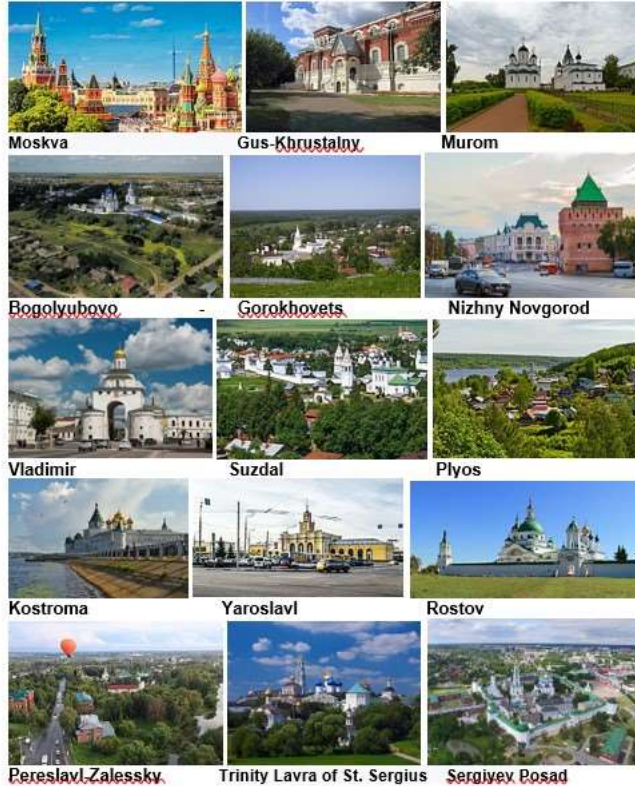 Moskva Gus-Khrustalny Murom
Bogolyubovo - Gorokhovets Nizhny Novgorod
Vladimir Suzdal Plyos
Kostroma Yaroslavl Rostov
Pereslavl-Zalessky Trinity Lavra of St. Sergius Sergiyev Posad